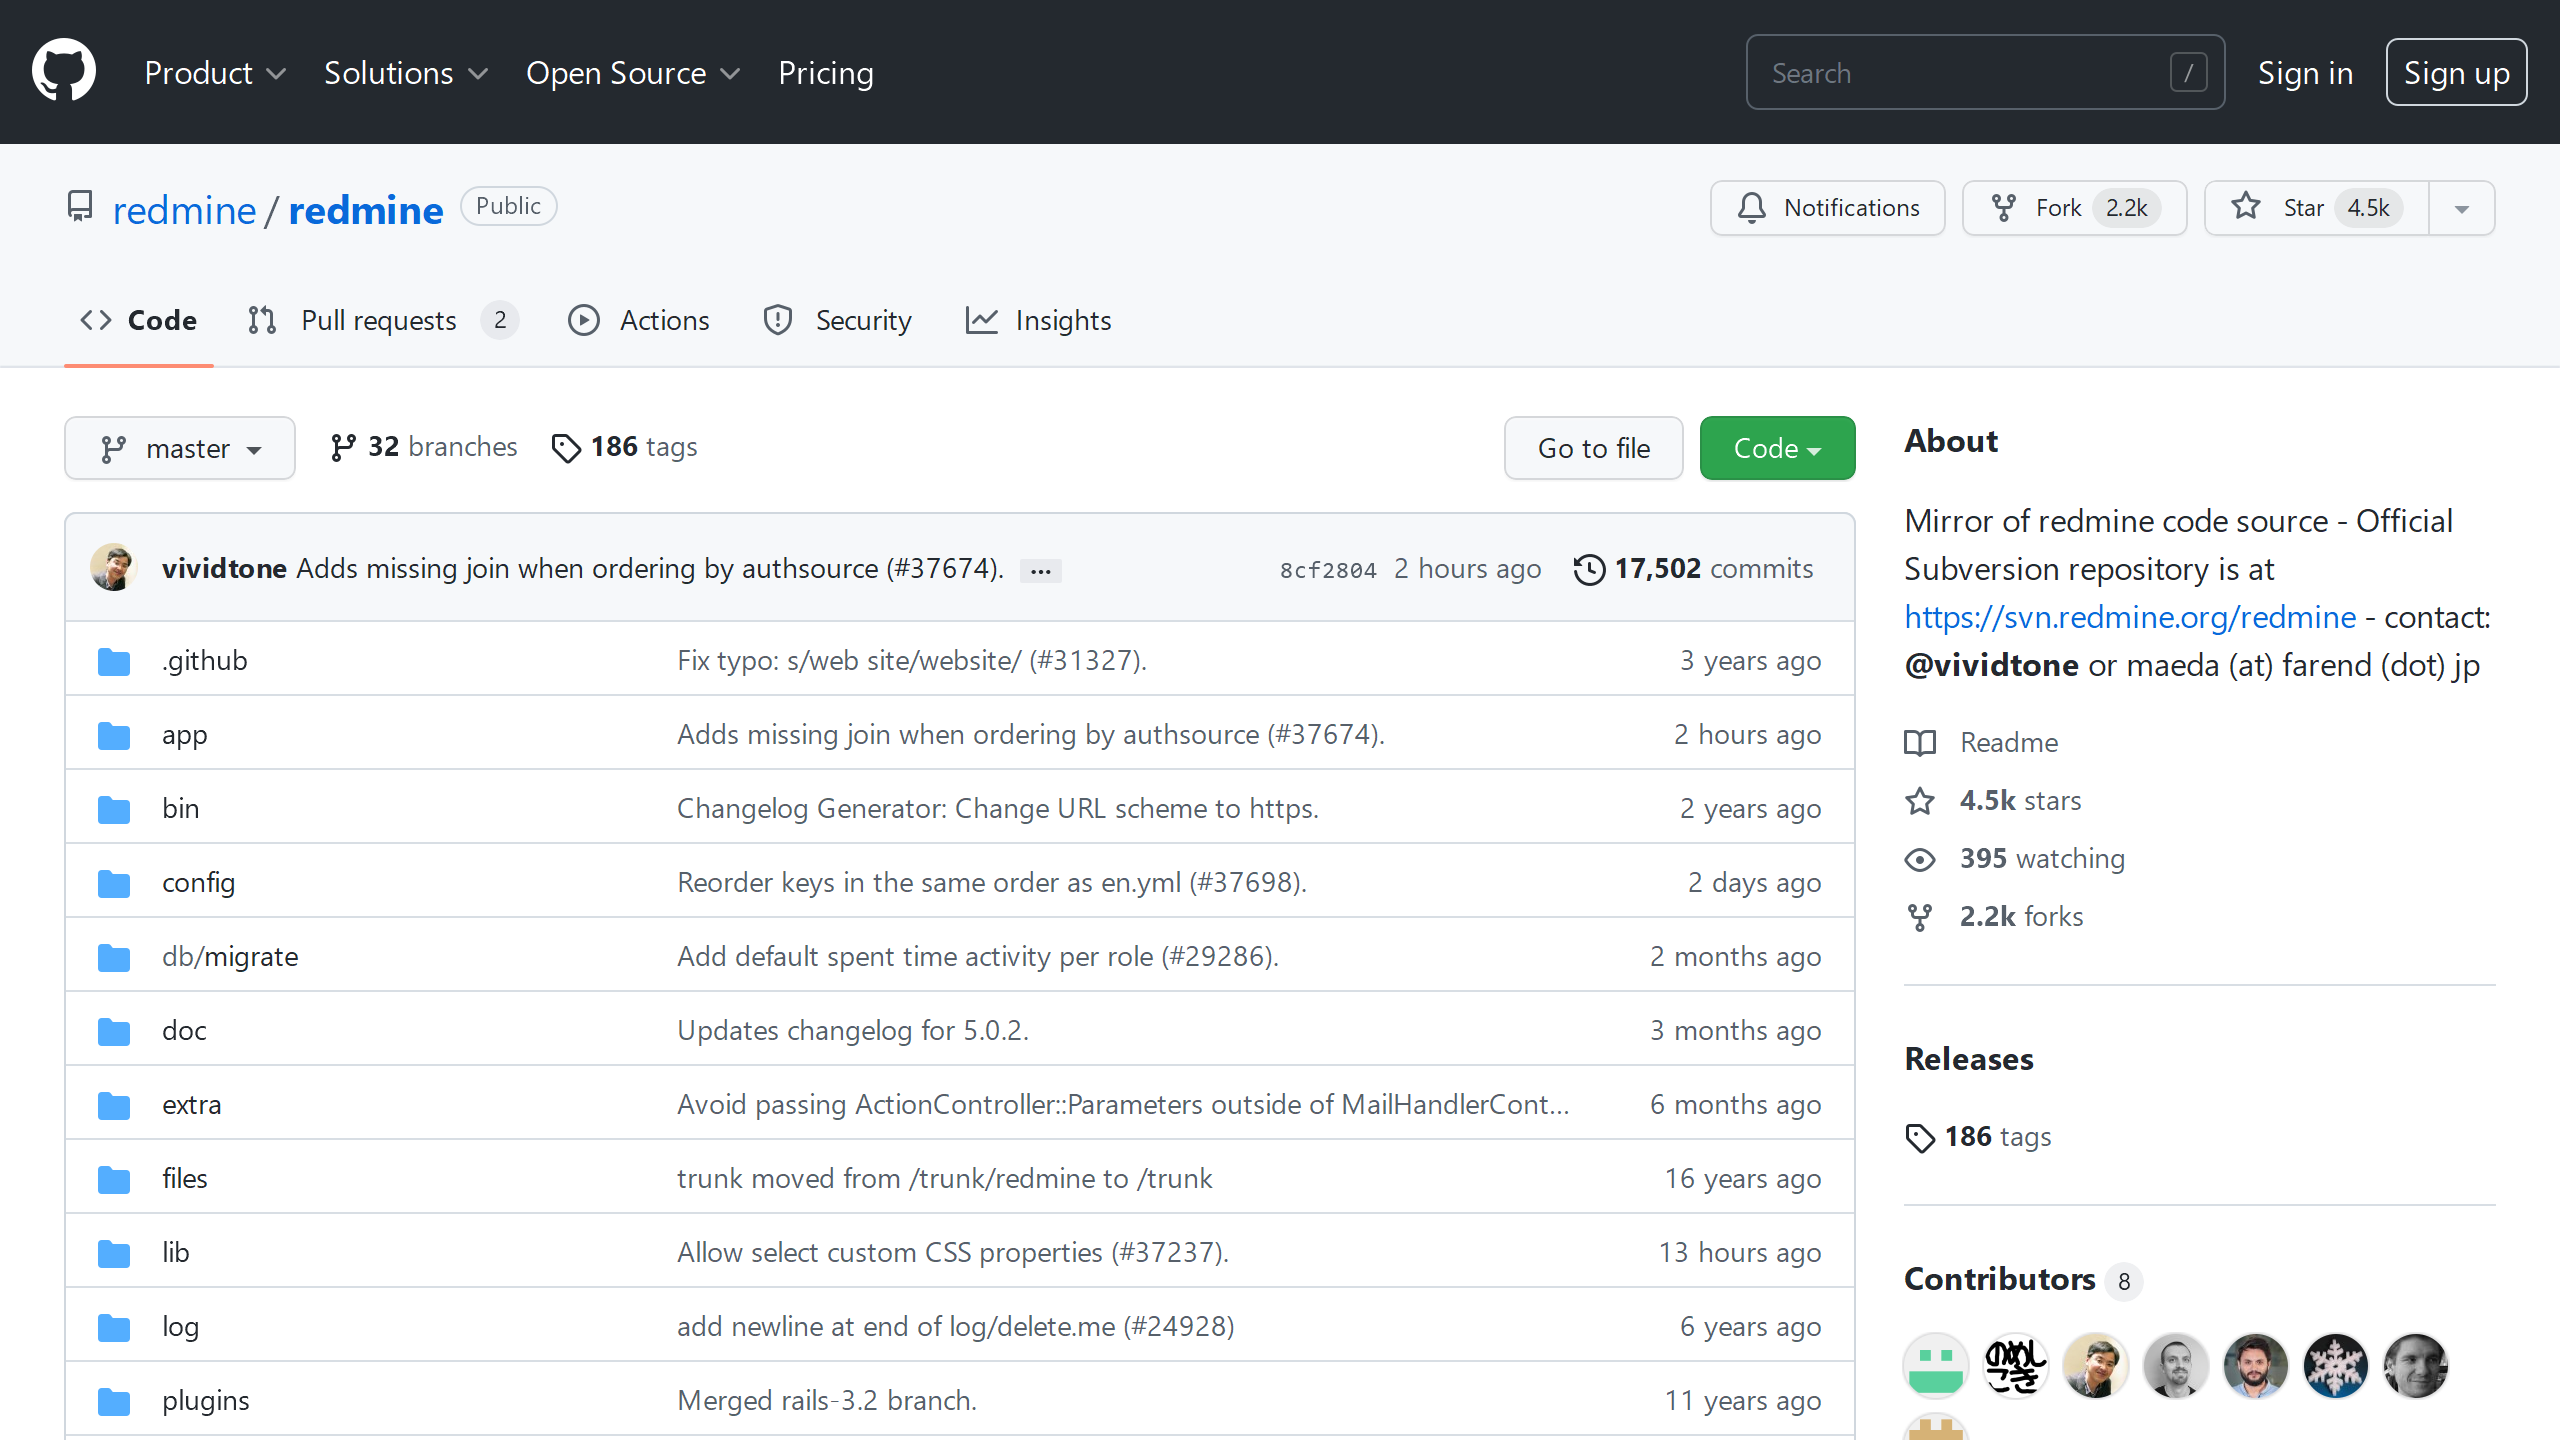 Product Solutions Open Source Pricing Search / Sign in Sign up
redmine / redmine Public Notifications Fork 2.2k Star 4.5k
Code Pull requests 2 Actions Security Insights
master 32 branches 186 tags Go to file Code
vividtone Adds missing join when ordering by authsource (#37674). ... 8cf2804 2 hours ago 17,502 commits
.github Fix typo: s/web site/website/ (#31327). 3 years ago
app Adds missing join when ordering by authsource (#37674). 2 hours ago
bin Changelog Generator: Change URL scheme to https. 2 years ago
config Reorder keys in the same order as en.yml (#37698). 2 days ago
db/migrate Add default spent time activity per role (#29286). 2 months ago
doc Updates changelog for 5.0.2. 3 months ago
extra Avoid passing ActionController::Parameters outside of MailHandlerCont... 6 months ago
files trunk moved from /trunk/redmine to /trunk 16 years ago
lib Allow select custom CSS properties (#37237). 13 hours ago
log add newline at end of log/delete.me (#24928) 6 years ago
plugins Merged rails-3.2 branch. 11 years ago
About
Mirror of redmine code source - Official
Subversion repository is at
https://svn.redmine.org/redmine - contact:
@vividtone or maeda (at) farend (dot) jp
Readme
4.5k stars
395 watching
2.2k forks
Releases
186 tags
Contributors 8